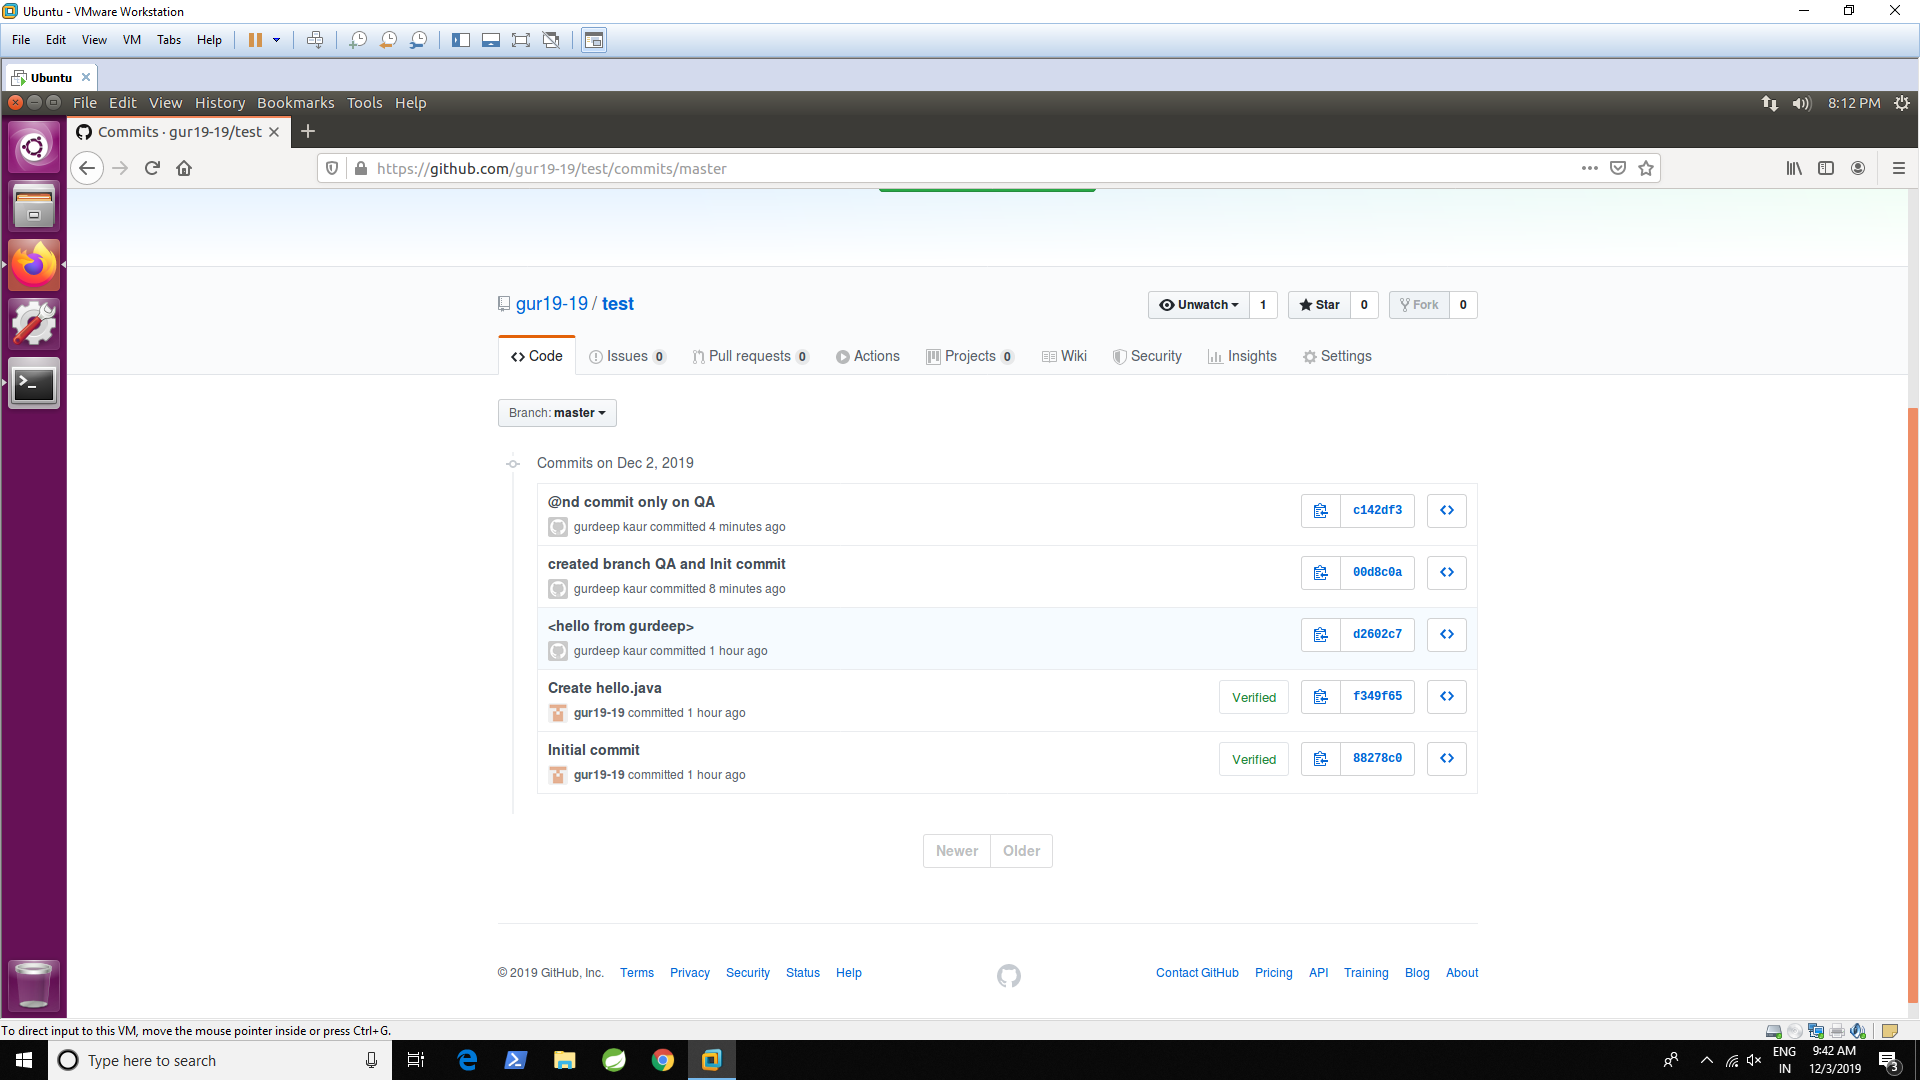 Ubuntu - VMware Workstation
File Edit View VM Tabs Help
Ubuntu
File Edit View History Bookmarks Tools Help
8:12 PM
Commits · gur19-19/test
https://github.com/gur19-19/test/commits/master
gur19-19 / test
Unwatch 1 Star 0 Fork 0
Code Issues 0 Pull requests 0 Actions Projects 0 Wiki Security Insights Settings
Branch: master
Commits on Dec 2, 2019
@nd commit only on QA
gurdeep kaur committed 4 minutes ago
c142df3
created branch QA and Init commit
gurdeep kaur committed 8 minutes ago
00d8c0a
<hello from gurdeep>
gurdeep kaur committed 1 hour ago
d2602c7
Create hello.java
gur19-19 committed 1 hour ago
Verified f349f65
Initial commit
gur19-19 committed 1 hour ago
Verified 88278c0
Newer Older
© 2019 GitHub, Inc. Terms Privacy Security Status Help Contact GitHub Pricing API Training Blog About
To direct input to this VM, move the mouse pointer inside or press Ctrl+G.
Type here to search
ENG
IN
9:42 AM
12/3/2019
3